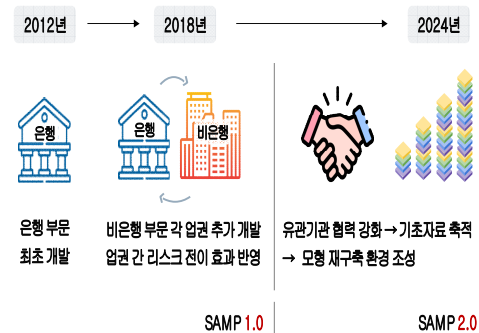 2012년
2018년
2024년
은행
은행
비은행
은행 부문
최초 개발
비은행 부문 각 업권 추가 개발
업권 간 리스크 전이 효과 반영
유관기관 협력 강화 → 기초자료 축적
→ 모형 재구축 환경 조성
SAMP 1.0
SAMP 2.0